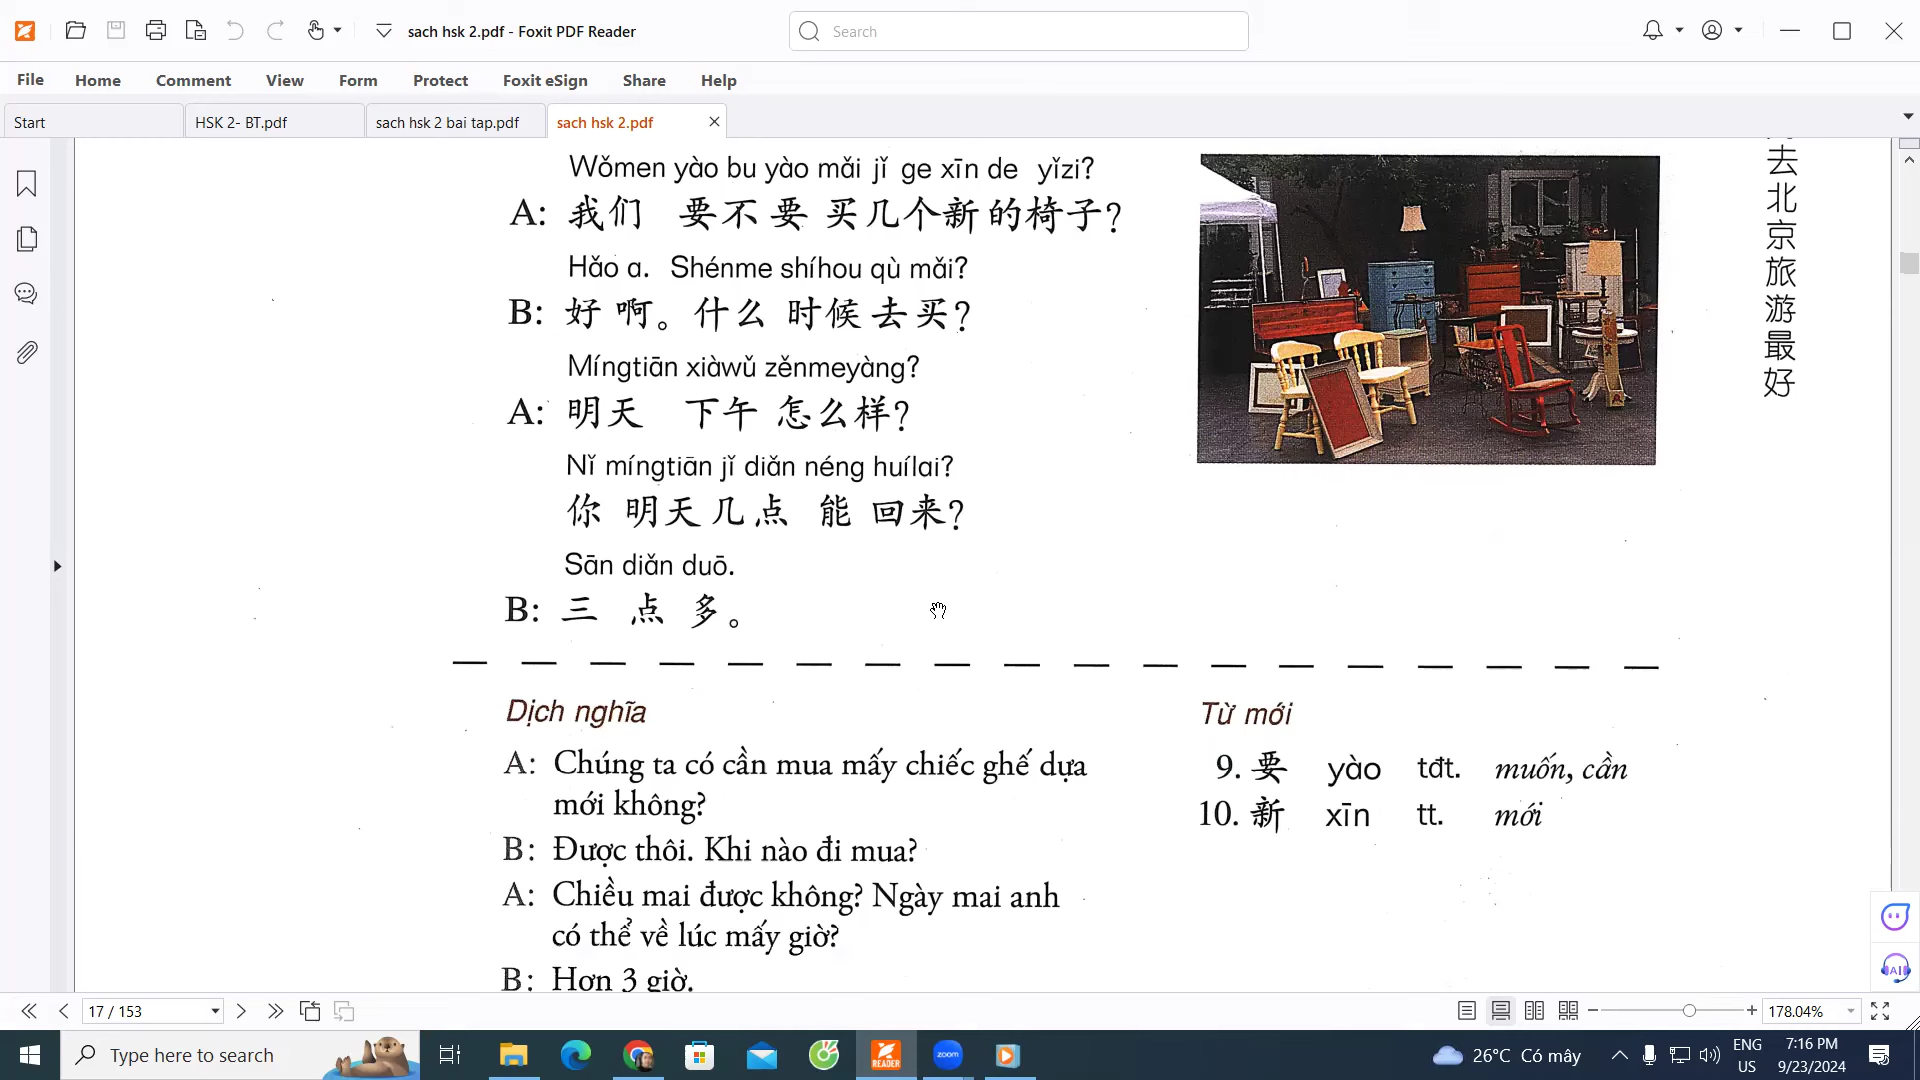 sach hsk 2.pdf - Foxit PDF Reader
Search
File Home Comment View Form Protect Foxit eSign Share Help
Start
HSK 2- BT.pdf
sach hsk 2 bai tap.pdf
sach hsk 2.pdf
Wǒmen yào bu yào mǎi jǐ ge xīn de yǐzi?
A: 我们 要不要 买几个新的椅子?
Hǎo a. Shénme shíhou qù mǎi?
B: 好啊。什么 时候去买?
Míngtiān xiàwǔ zěnmeyàng?
A: 明天 下午 怎么样?
Nǐ míngtiān jǐ diǎn néng huílai?
你 明天几点 能 回来?
Sān diǎn duō.
B: 三 点 多。
去北京旅游最好
Dịch nghĩa
A: Chúng ta có cần mua mấy chiếc ghế dựa
mới không?
B: Được thôi. Khi nào đi mua?
A: Chiều mai được không? Ngày mai anh
có thể về lúc mấy giờ?
B: Hơn 3 giờ.
Từ mới
9. 要 yào tđt. muốn, cần
10. 新 xīn tt. mới
17 / 153
178.04%
Type here to search
READER
zoom
26°C Có mây
ENG
US
7:16 PM
9/23/2024
AI